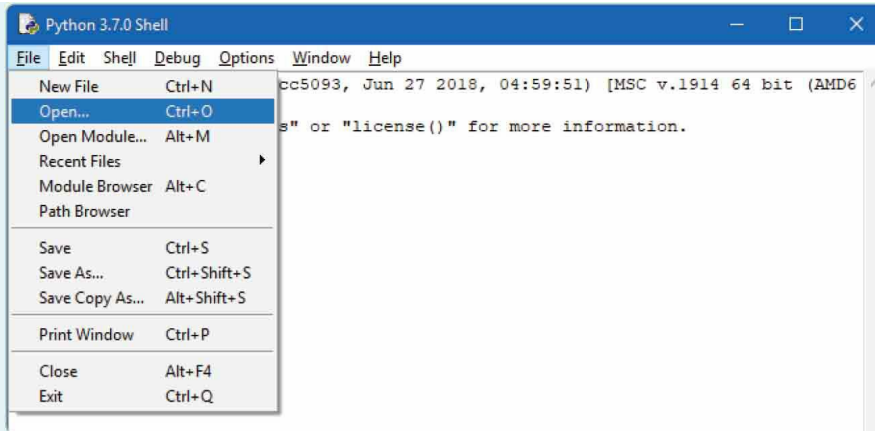 Python 3.7.0 Shell
File Edit Shell Debug Options Window Help
New File Ctrl+N
cc5093, Jun 27 2018, 04:59:51) [MSC v.1914 64 bit (AMD6
Open... Ctrl+O
s" or "license()" for more information.
Open Module... Alt+M
Recent Files
Module Browser Alt+C
Path Browser
Save Ctrl+S
Save As... Ctrl+Shift+S
Save Copy As... Alt+Shift+S
Print Window Ctrl+P
Close Alt+F4
Exit Ctrl+Q